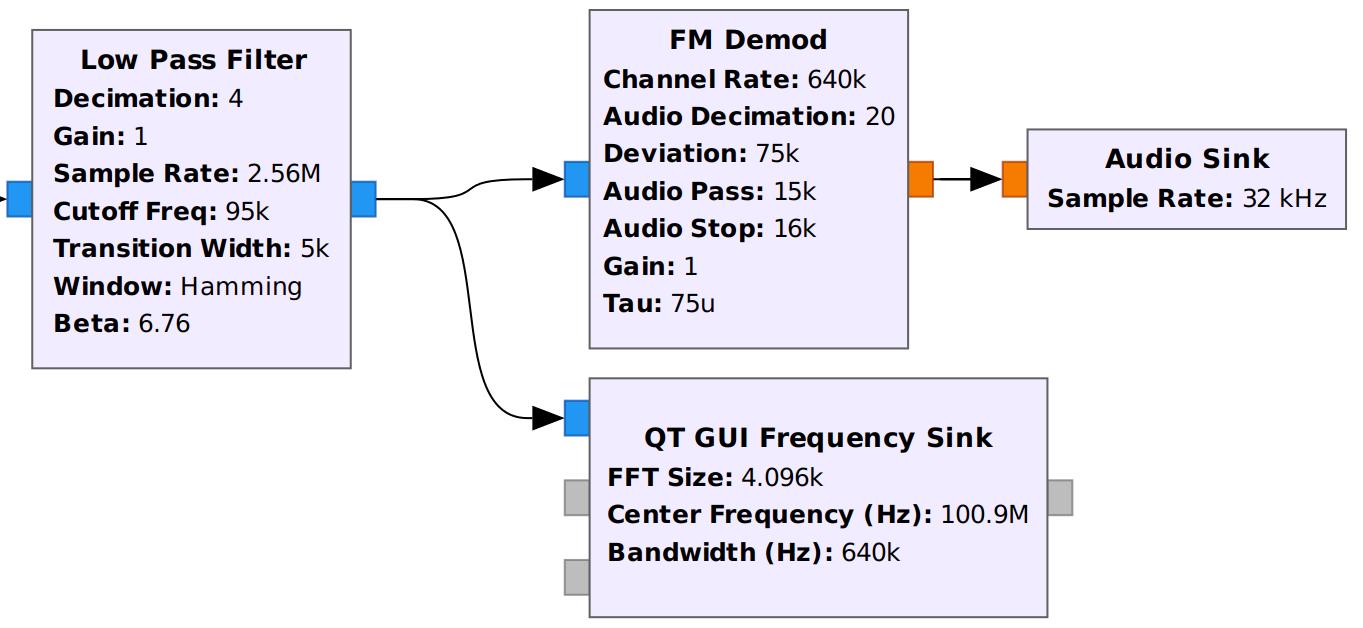 Low Pass Filter
Decimation: 4
Gain: 1
Sample Rate: 2.56M
Cutoff Freq: 95k
Transition Width: 5k
Window: Hamming
Beta: 6.76
FM Demod
Channel Rate: 640k
Audio Decimation: 20
Deviation: 75k
Audio Pass: 15k
Audio Stop: 16k
Gain: 1
Tau: 75u
Audio Sink
Sample Rate: 32 kHz
QT GUI Frequency Sink
FFT Size: 4.096k
Center Frequency (Hz): 100.9M
Bandwidth (Hz): 640k